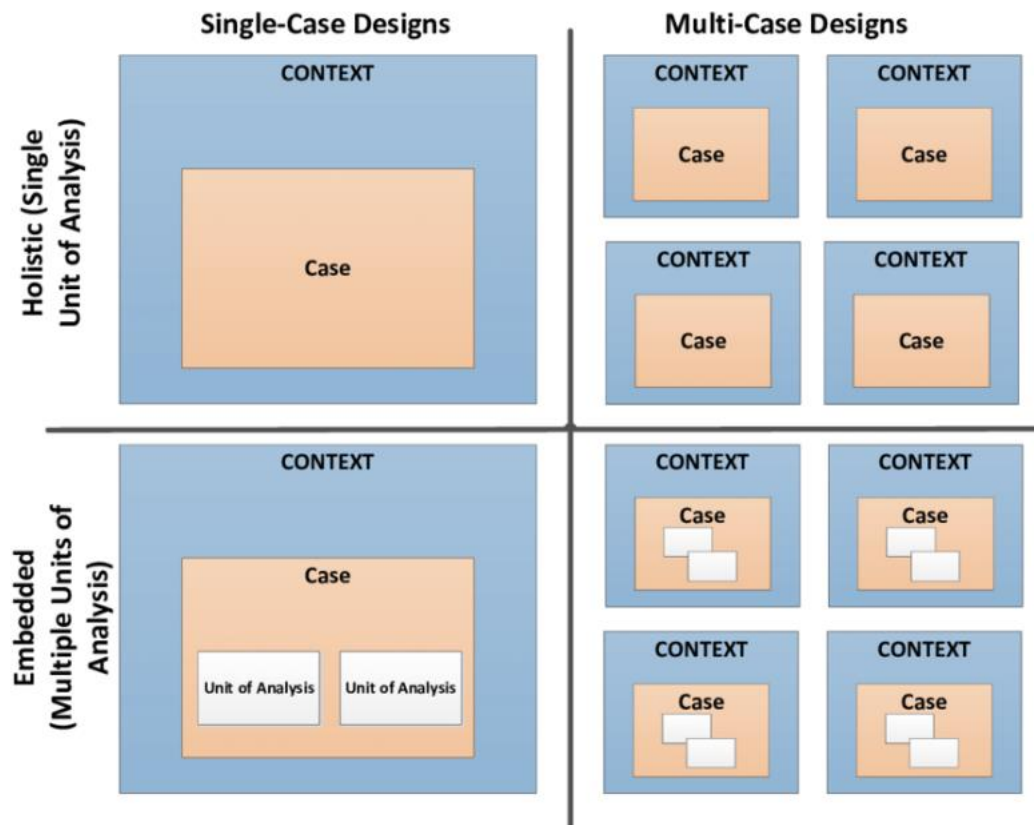 Single-Case Designs
Multi-Case Designs
Holistic (Single
Unit of Analysis)
CONTEXT
Case
CONTEXT
Case
CONTEXT
Case
CONTEXT
Case
CONTEXT
Case
Embedded
(Multiple Units of
Analysis)
CONTEXT
Case
Unit of Analysis
Unit of Analysis
CONTEXT
Case
CONTEXT
Case
CONTEXT
Case
CONTEXT
Case